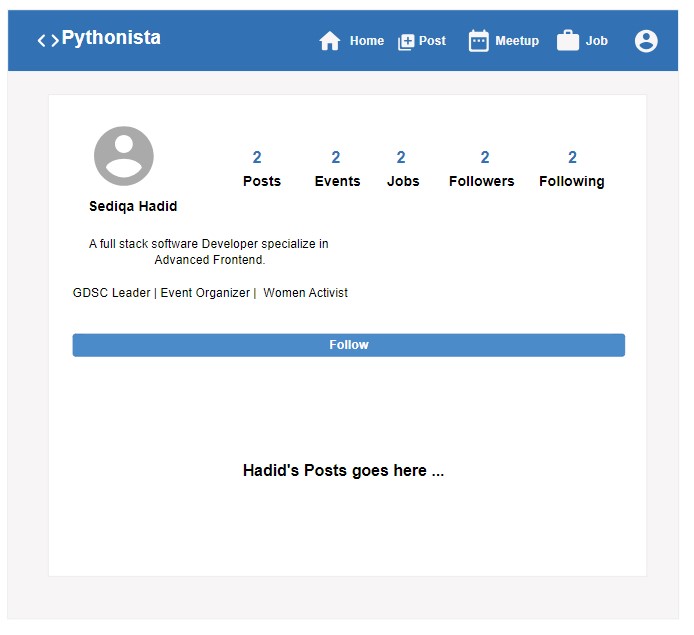 Pythonista
Home Post Meetup Job
2 2 2 2 2
Posts Events Jobs Followers Following
Sediqa Hadid
A full stack software Developer specialize in
Advanced Frontend.
GDSC Leader | Event Organizer | Women Activist
Follow
Hadid's Posts goes here ...